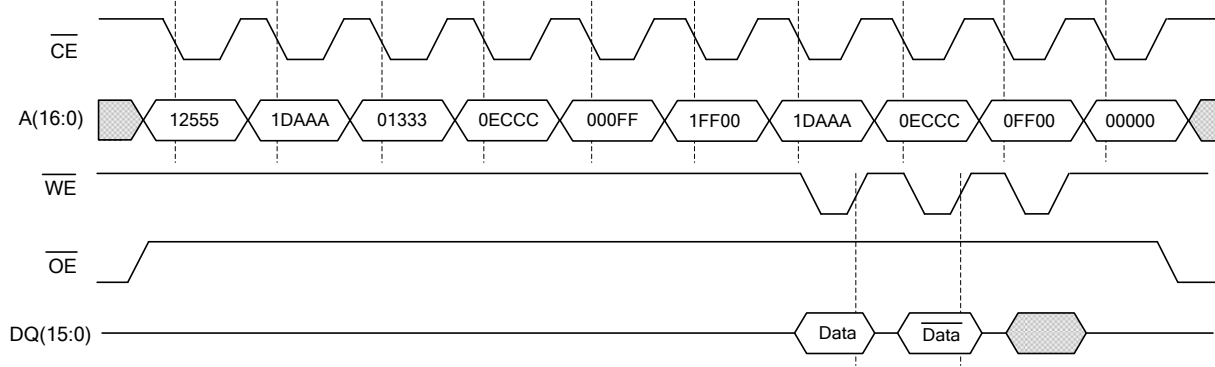 CE
A(16:0) 12555 1DAAA 01333 0ECCC 000FF 1FF00 1DAAA 0ECCC 0FF00 00000
WE
OE
DQ(15:0) Data Data